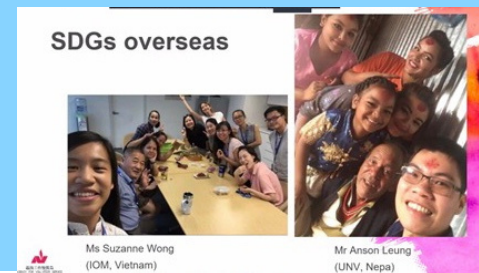 SDGs overseas
Ms Suzanne Wong
(IOM, Vietnam)
Mr Anson Leung
(UNV, Nepa)